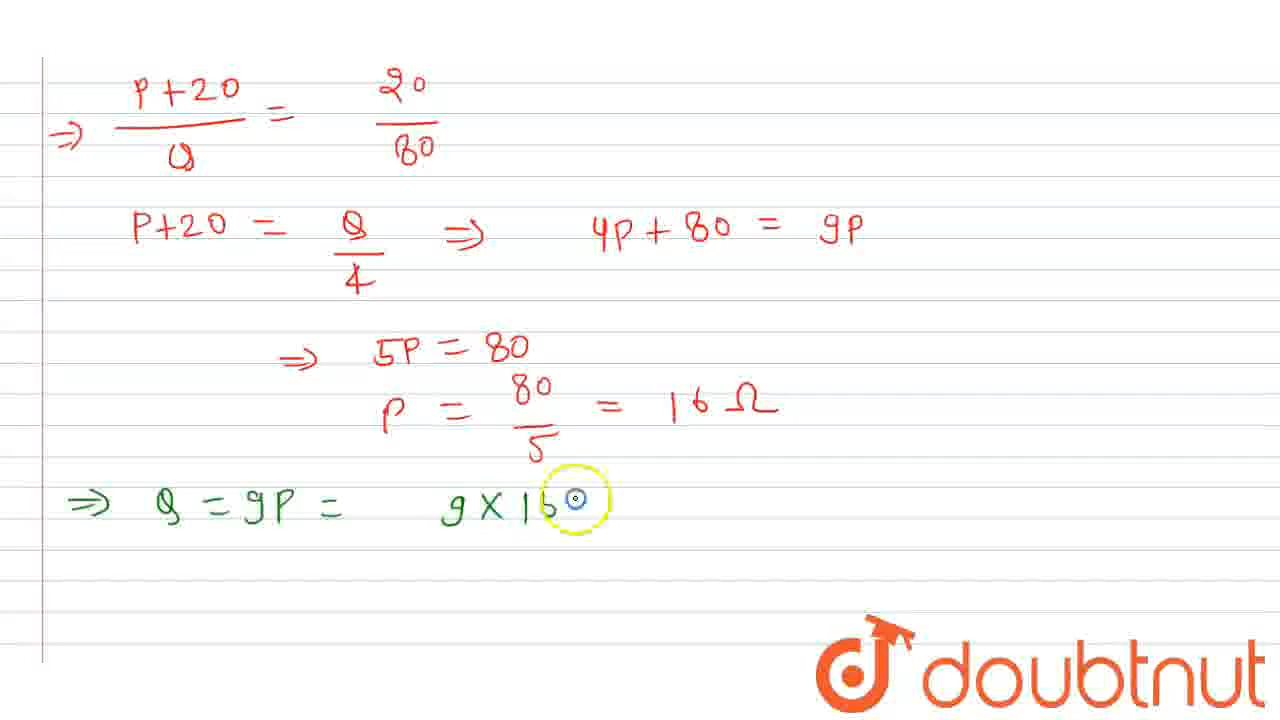 ⇒ P+20/Q = 20/80
P+20 = Q/4 ⇒ 4P + 80 = 9P
⇒ 5P = 80
P = 80/5 = 16 Ω
⇒ Q = 9P = 9 × 16
doubtnut